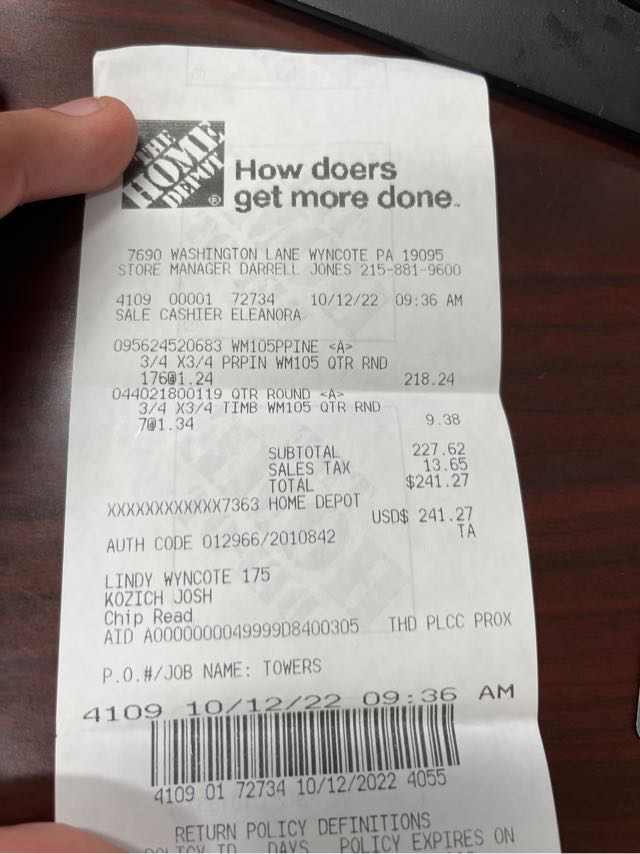 THE
HOME
DEPOT
®
How doers
get more done.
7690 WASHINGTON LANE WYNCOTE PA 19095
STORE MANAGER DARRELL JONES 215-881-9600
4109 00001 72734 10/12/22 09:36 AM
SALE CASHIER ELEANORA
095624520683 WM105PPINE <A>
3/4 X3/4 PRPIN WM105 QTR RND
176@1.24 218.24
044021800119 QTR ROUND <A>
3/4 X3/4 TIMB WM105 QTR RND
7@1.34 9.38
SUBTOTAL 227.62
SALES TAX 13.65
TOTAL $241.27
XXXXXXXXXXXX7363 HOME DEPOT
USD$ 241.27
AUTH CODE 012966/2010842 TA
LINDY WYNCOTE 175
KOZICH JOSH
Chip Read
AID A0000000049999D8400305 THD PLCC PROX
P.O.#/JOB NAME: TOWERS
4109 10/12/22 09:36 AM
4109 01 72734 10/12/2022 4055
RETURN POLICY DEFINITIONS
POLICY ID DAYS POLICY EXPIRES ON